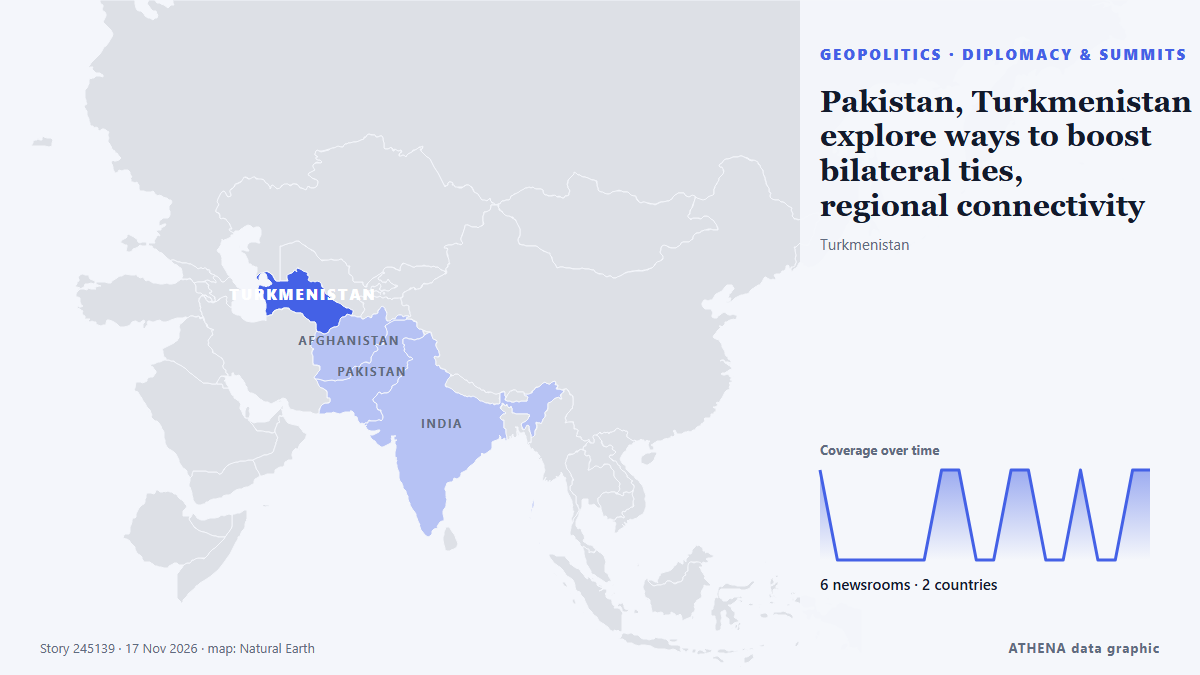 GEOPOLITICS · DIPLOMACY & SUMMITS
Pakistan, Turkmenistan
explore ways to boost
bilateral ties,
regional connectivity
Turkmenistan
TURKMENISTAN
AFGHANISTAN
PAKISTAN
INDIA
Coverage over time
6 newsrooms · 2 countries
Story 245139 · 17 Nov 2026 · map: Natural Earth
ATHENA data graphic